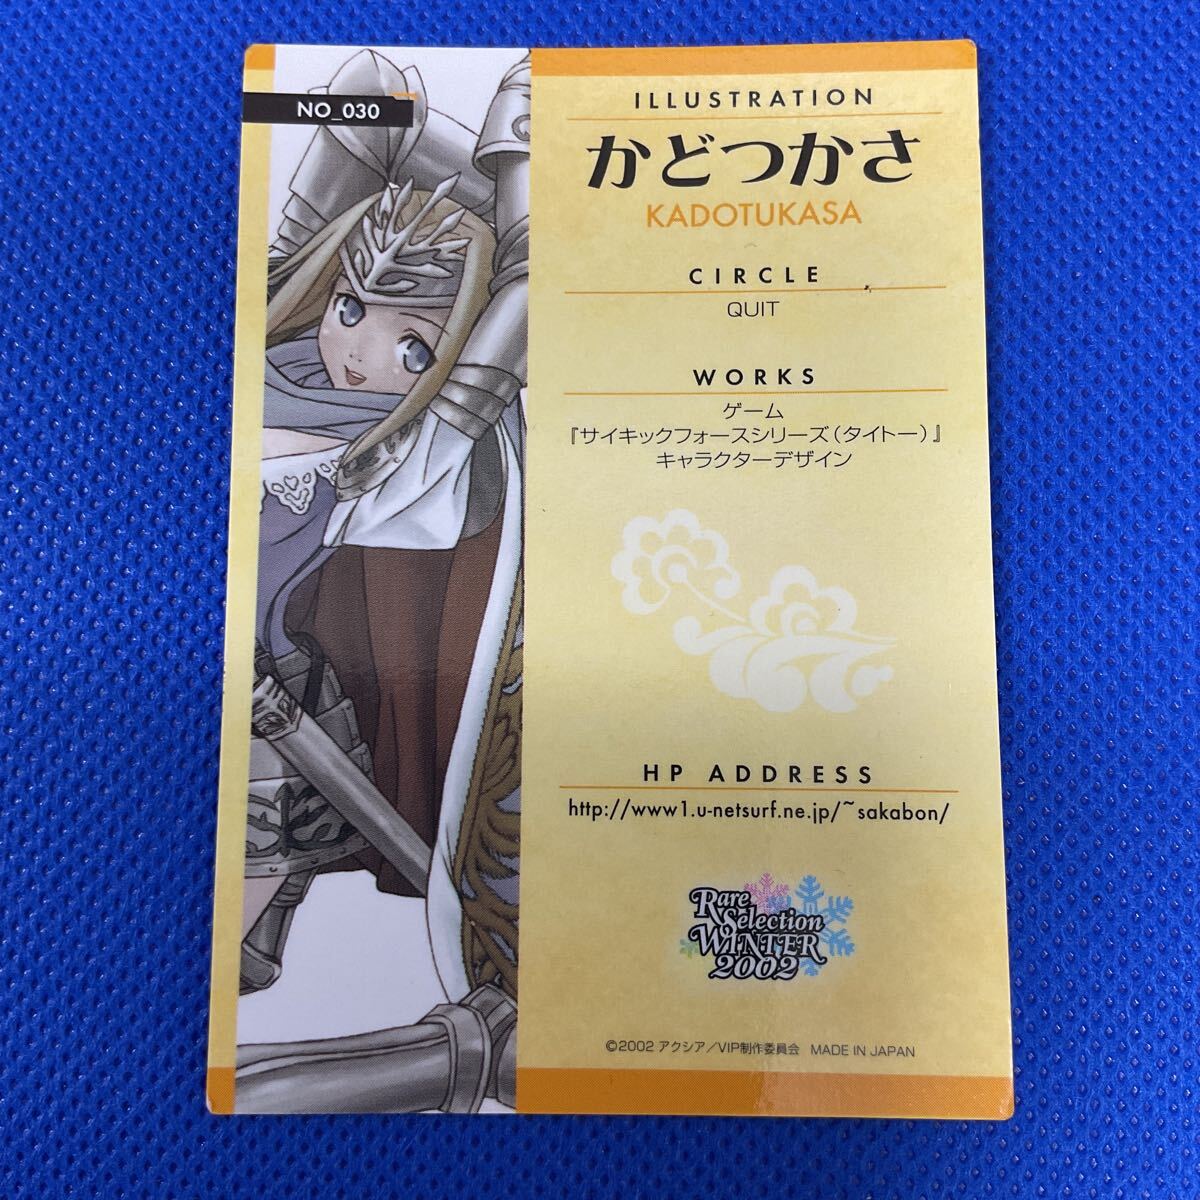 NO_030
ILLUSTRATION
かどつかさ
KADOTUKASA
CIRCLE
QUIT
WORKS
ゲーム
『サイキックフォースシリーズ(タイトー)』
キャラクターデザイン
HP ADDRESS
http://www1.u-netsurf.ne.jp/~sakabon/
Rare
Selection
WINTER
2002
©2002 アクシア/VIP制作委員会 MADE IN JAPAN